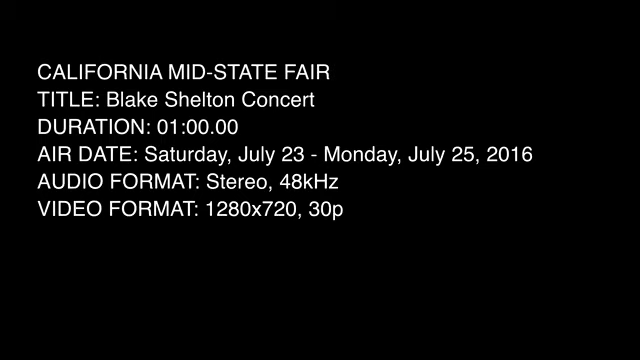 CALIFORNIA MID-STATE FAIR
TITLE: Blake Shelton Concert
DURATION: 01:00.00
AIR DATE: Saturday, July 23 - Monday, July 25, 2016
AUDIO FORMAT: Stereo, 48kHz
VIDEO FORMAT: 1280x720, 30p